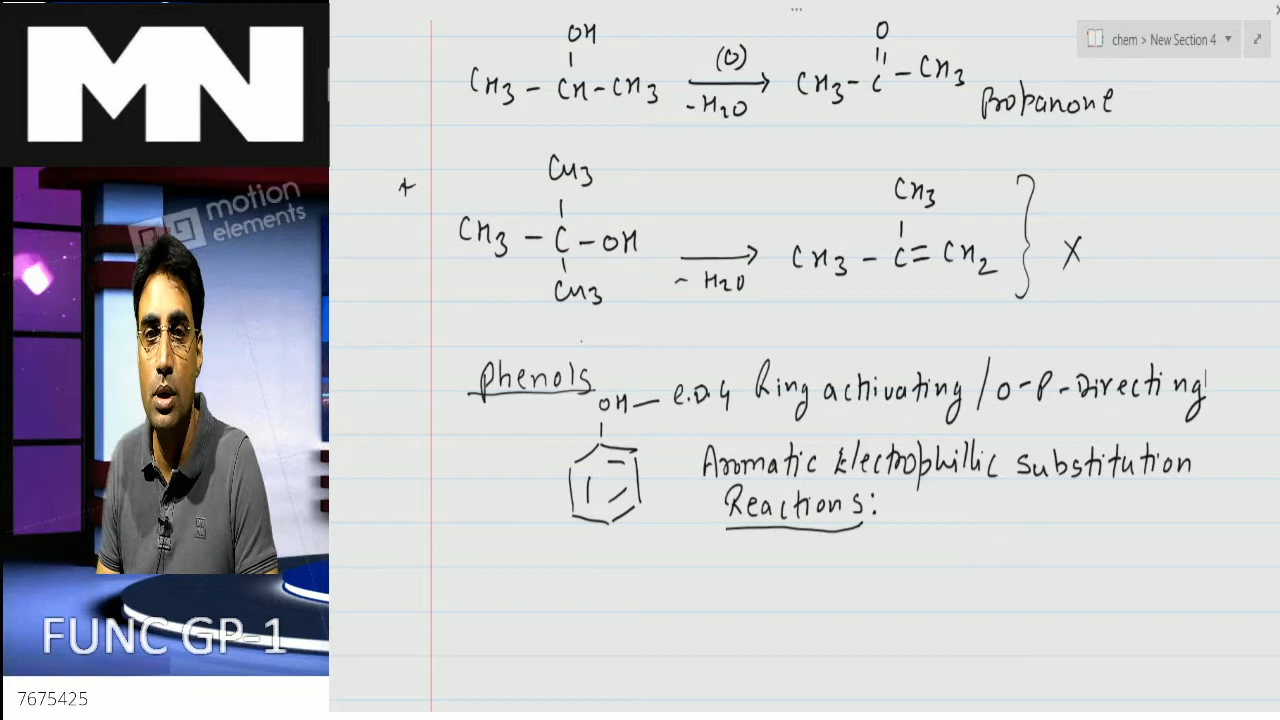 MN
motion
elements
FUNC GP-1
7675425
chem > New Section 4
OH
CH3 - CH - CH3 (O) -H2O CH3 - C - CH3
O
Propanone
CH3
CH3 - C - OH - H2O CH3 - C = CH2 } X
CH3
CH3
Phenols
OH — e.D.G Ring activating / O-P-Directing
Aromatic Electrophillic substitution
Reactions: